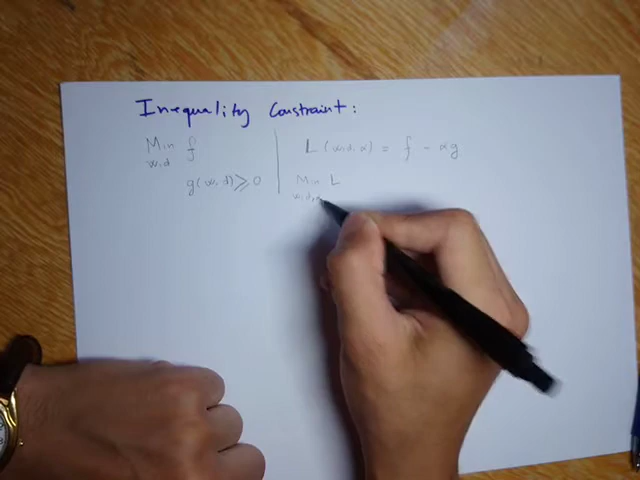 Inequality Constraint:
Min f
w,d
g(w,d) ⩾ 0
L(w,d,α) = f - αg
Min L
w,d,α